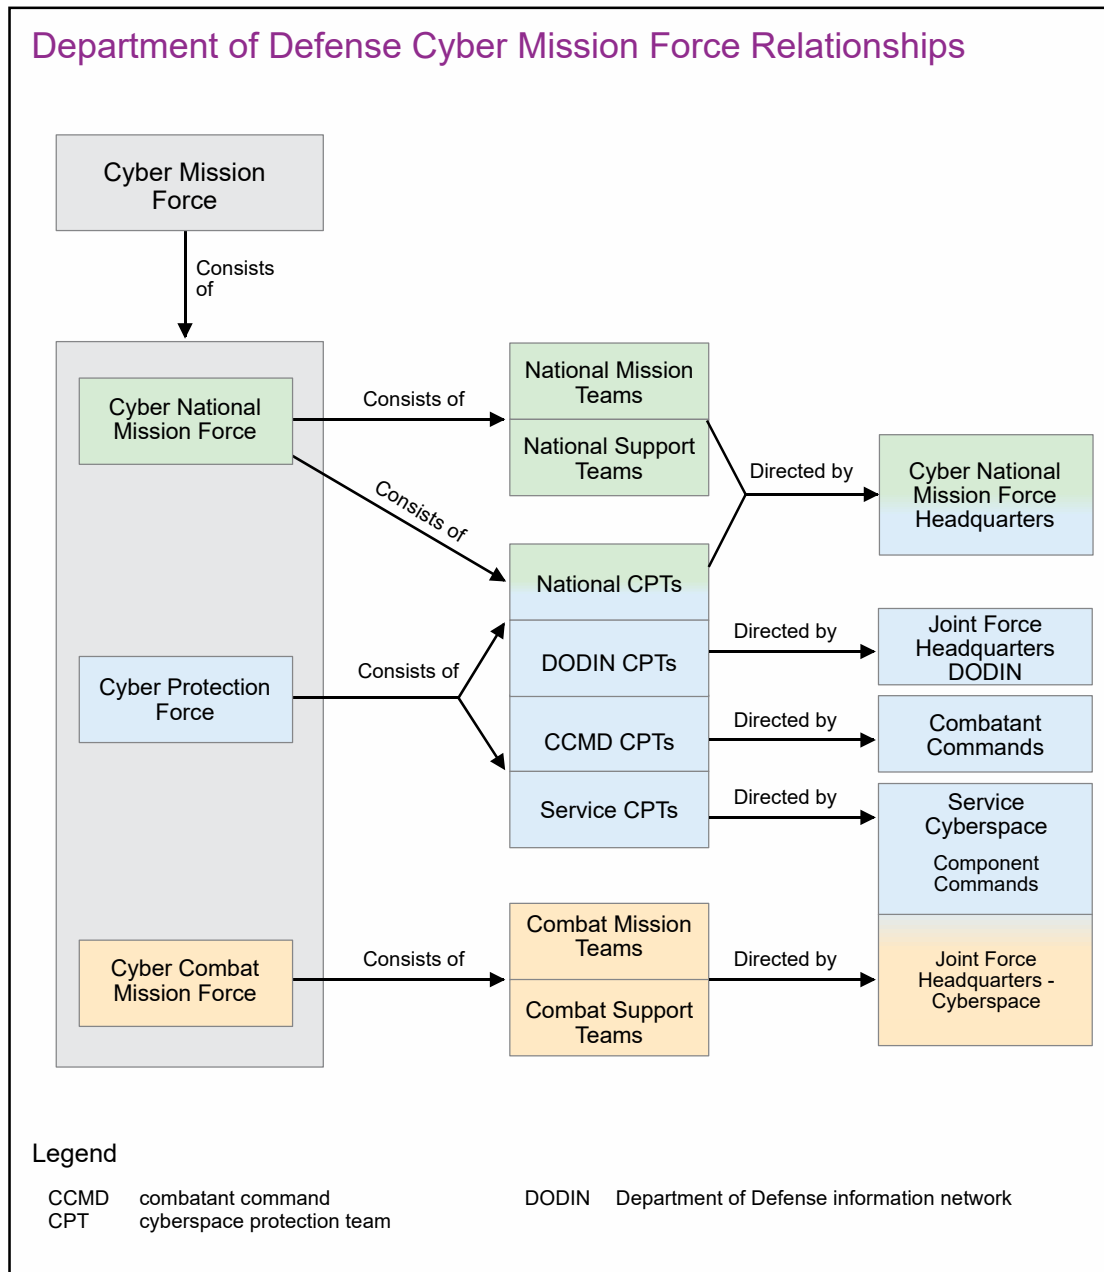 Department of Defense Cyber Mission Force Relationships
Cyber Mission
Force
Consists
of
Cyber National
Mission Force
Consists of
Consists of
National Mission
Teams
National Support
Teams
Directed by
Cyber National
Mission Force
Headquarters
National CPTs
Cyber Protection
Force
Consists of
DODIN CPTs
Directed by
Joint Force
Headquarters
DODIN
CCMD CPTs
Directed by
Combatant
Commands
Service CPTs
Directed by
Service
Cyberspace
Component
Commands
Cyber Combat
Mission Force
Consists of
Combat Mission
Teams
Combat Support
Teams
Directed by
Joint Force
Headquarters -
Cyberspace
Legend
CCMD combatant command
CPT cyberspace protection team
DODIN Department of Defense information network